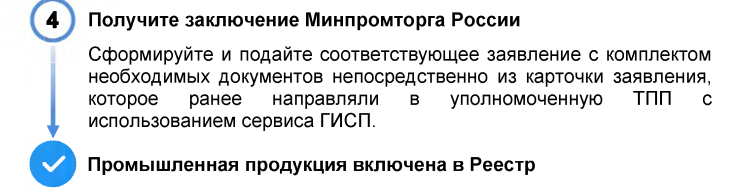 4 Получите заключение Минпромторга России
Сформируйте и подайте соответствующее заявление с комплектом
необходимых документов непосредственно из карточки заявления,
которое ранее направляли в уполномоченную ТПП с
использованием сервиса ГИСП.
Промышленная продукция включена в Реестр